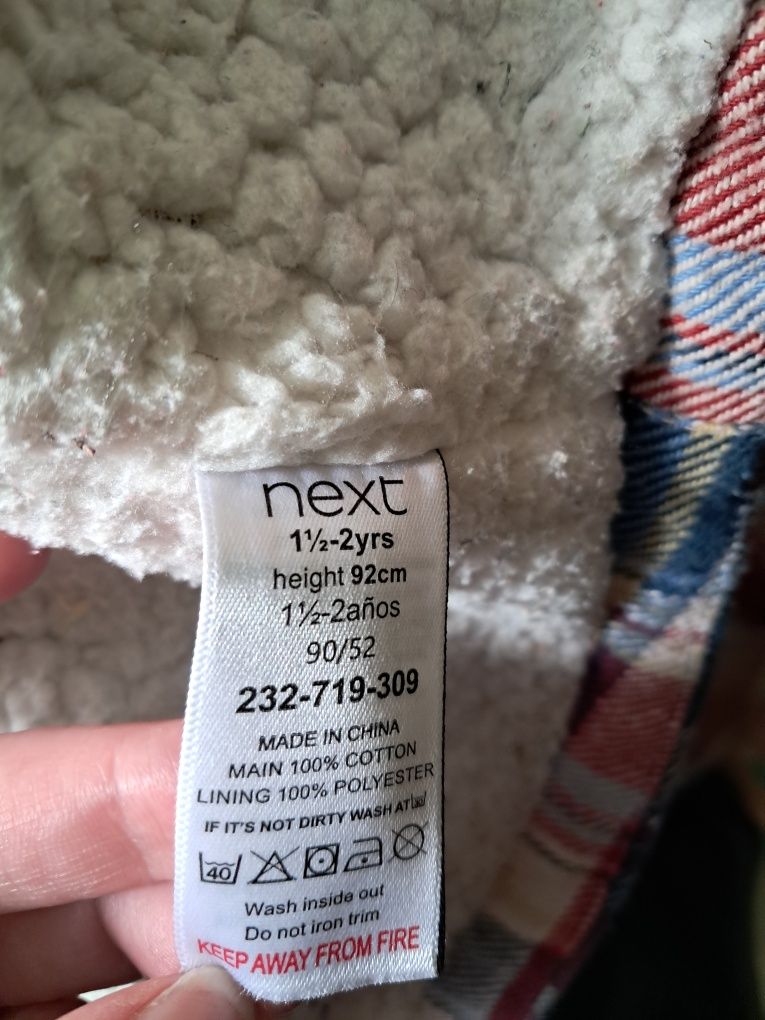 next
1½-2yrs
height 92cm
1½-2años
90/52
232-719-309
MADE IN CHINA
MAIN 100% COTTON
LINING 100% POLYESTER
IF IT'S NOT DIRTY WASH AT
40
Wash inside out
Do not iron trim
KEEP AWAY FROM FIRE